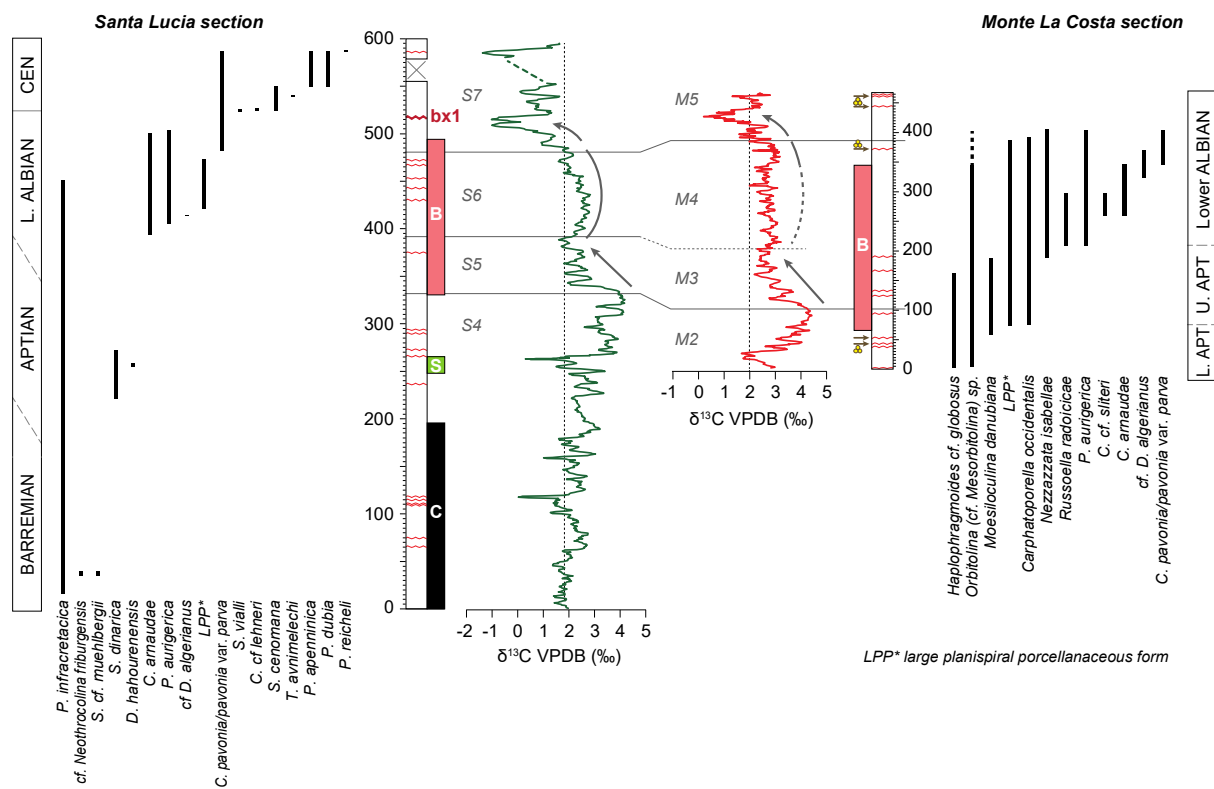 Santa Lucia section
Monte La Costa section
CEN
L. ALBIAN
APTIAN
BARREMIAN
P. infracretacica
cf. Neothrocolina friburgensis
S. cf. muehlbergii
S. dinarica
D. hahourenensis
C. arnaudae
P. aurigerica
cf D. algerianus
LPP*
C. pavonia/pavonia var. parva
S. vialli
C. cf lehneri
S. cenomana
T. avnimelechi
P. apenninica
P. dubia
P. reicheli
600
500
400
300
200
100
0
bx1
B
S
C
S7
S6
S5
S4
-2 -1 0 1 2 3 4 5
δ13C VPDB (‰)
M5
M4
M3
M2
-1 0 1 2 3 4 5
δ13C VPDB (‰)
B
400
300
200
100
0
Lower ALBIAN
U. APT
L. APT
Haplophragmoides cf. globosus
Orbitolina (cf. Mesorbitolina) sp.
Moesiloculina danubiana
LPP*
Carphatoporella occidentalis
Nezzazzata isabellae
Russoella radoicicae
P. aurigerica
C. cf. sliteri
C. arnaudae
cf. D. algerianus
C. pavonia/pavonia var. parva
LPP* large planispiral porcellanaceous form